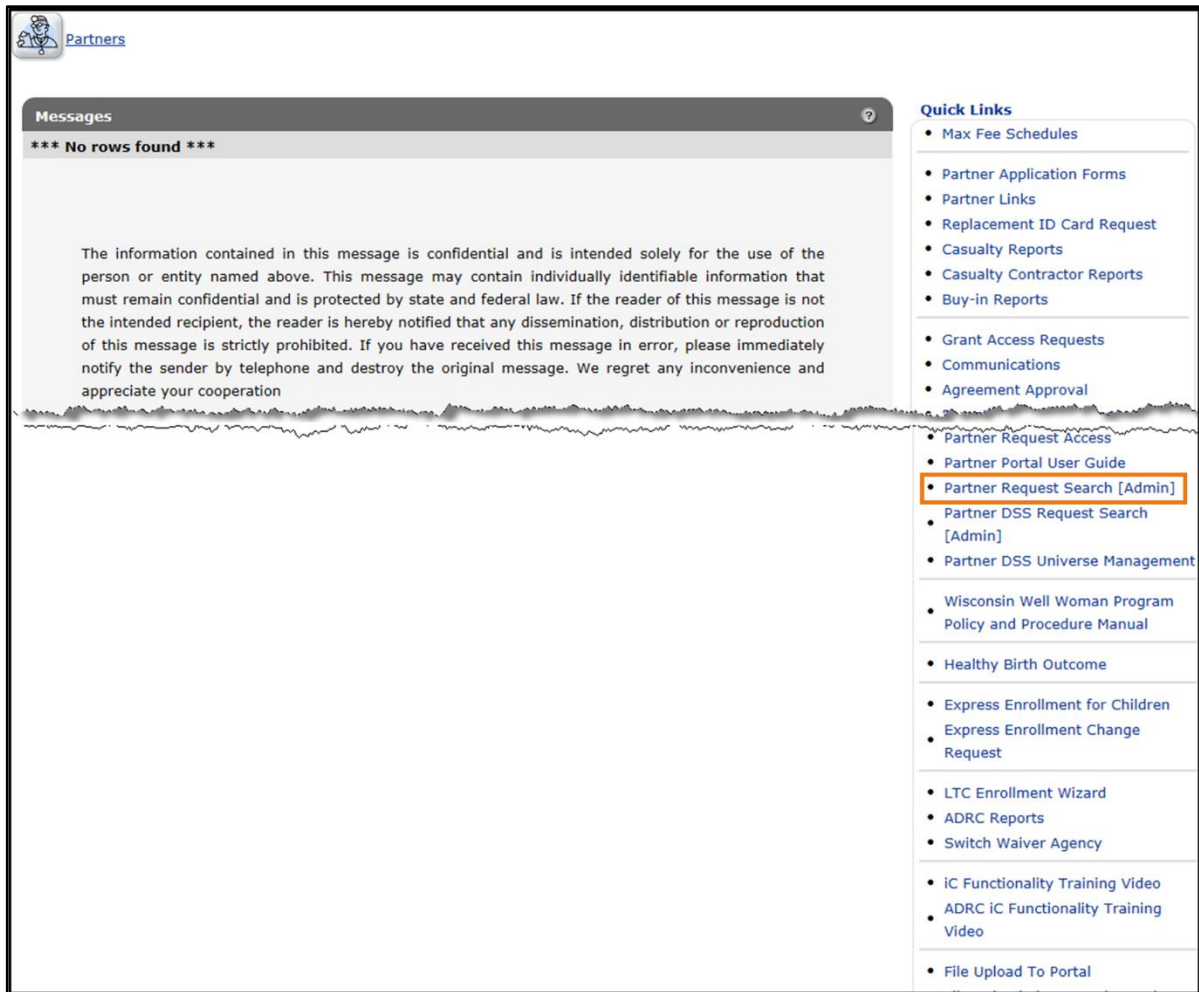 Partners
Messages
?
*** No rows found ***
The information contained in this message is confidential and is intended solely for the use of the
person or entity named above. This message may contain individually identifiable information that
must remain confidential and is protected by state and federal law. If the reader of this message is not
the intended recipient, the reader is hereby notified that any dissemination, distribution or reproduction
of this message is strictly prohibited. If you have received this message in error, please immediately
notify the sender by telephone and destroy the original message. We regret any inconvenience and
appreciate your cooperation
Quick Links
Max Fee Schedules
Partner Application Forms
Partner Links
Replacement ID Card Request
Casualty Reports
Casualty Contractor Reports
Buy-in Reports
Grant Access Requests
Communications
Agreement Approval
Partner Request Access
Partner Portal User Guide
Partner Request Search [Admin]
Partner DSS Request Search
[Admin]
Partner DSS Universe Management
Wisconsin Well Woman Program
Policy and Procedure Manual
Healthy Birth Outcome
Express Enrollment for Children
Express Enrollment Change
Request
LTC Enrollment Wizard
ADRC Reports
Switch Waiver Agency
iC Functionality Training Video
ADRC iC Functionality Training
Video
File Upload To Portal